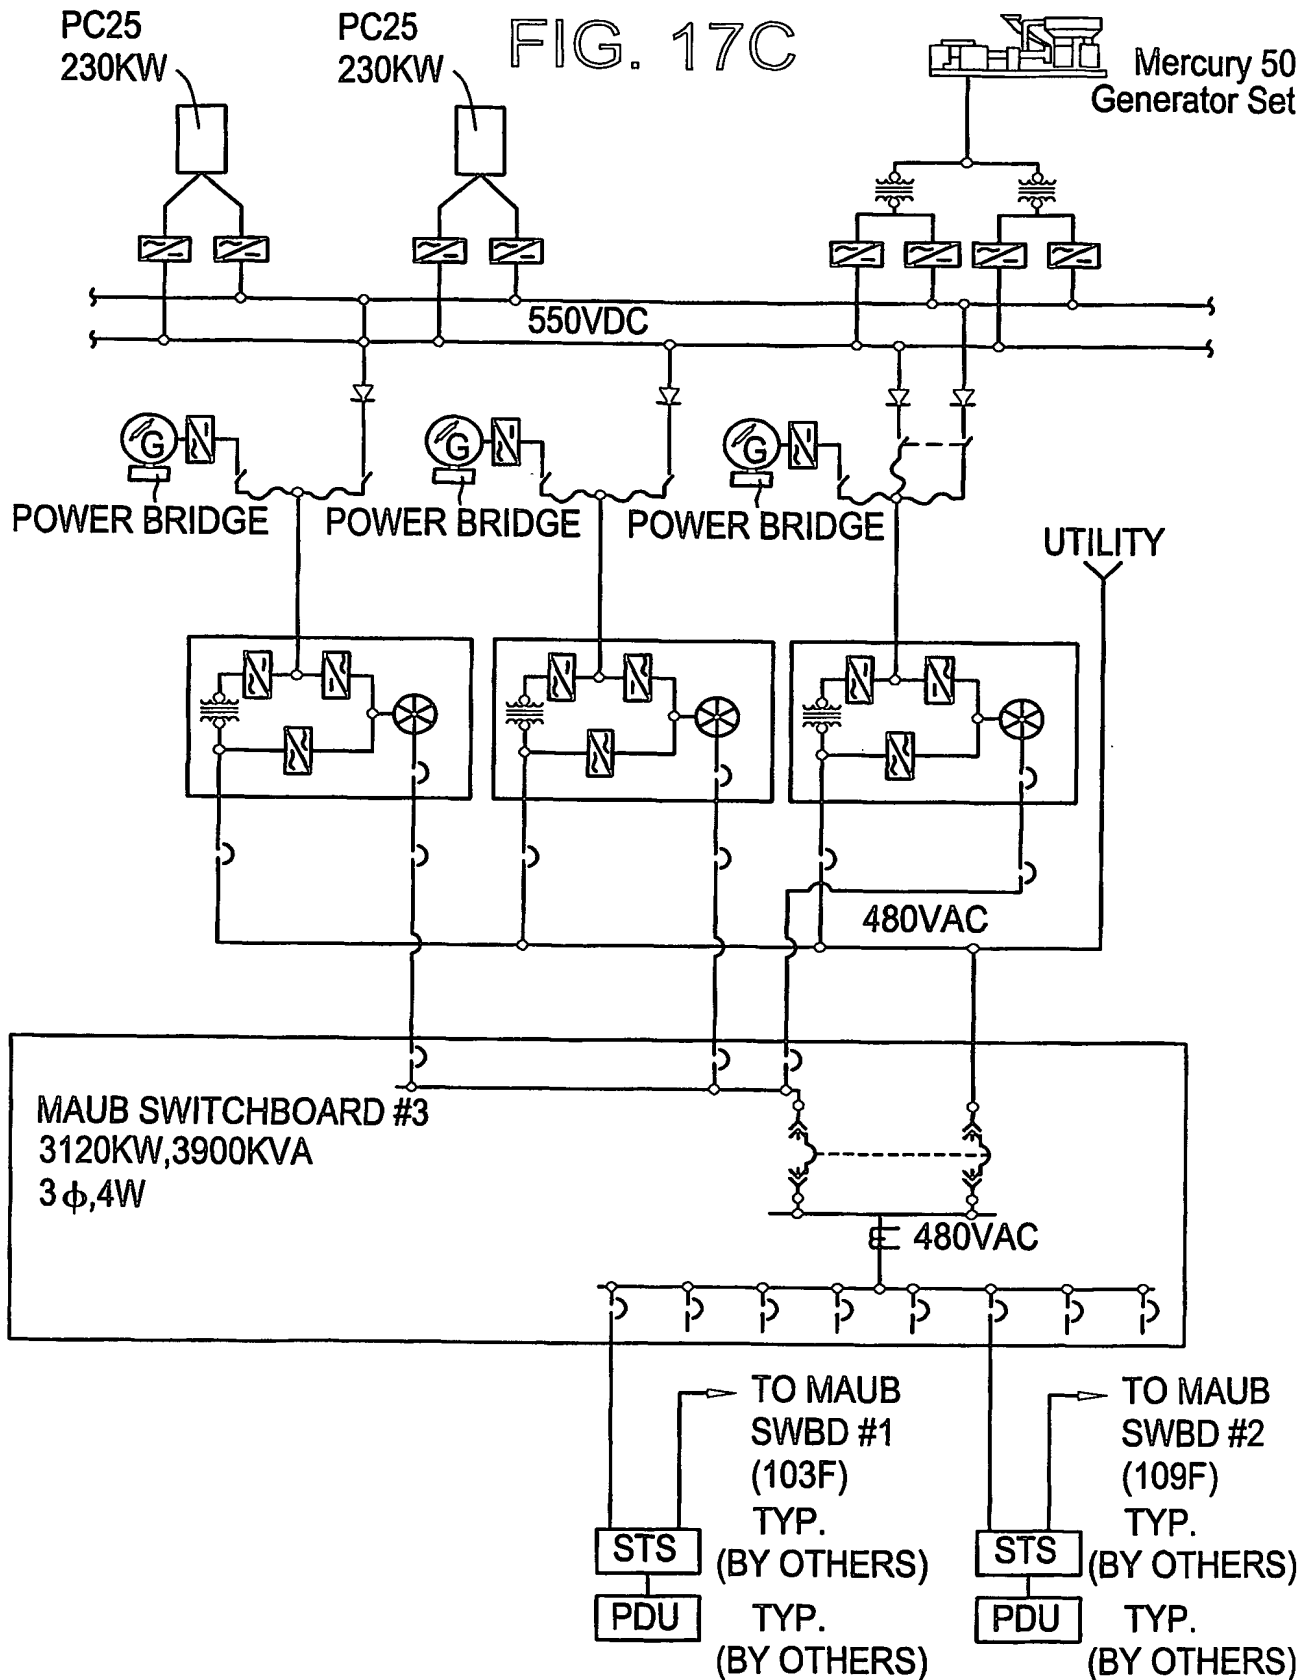 PC25
230KW
PC25
230KW
FIG. 17C
Mercury 50
Generator Set
550VDC
G
G
G
POWER BRIDGE
POWER BRIDGE
POWER BRIDGE
UTILITY
480VAC
MAUB SWITCHBOARD #3
3120KW,3900KVA
3ϕ,4W
480VAC
TO MAUB
SWBD #1
(103F)
TO MAUB
SWBD #2
(109F)
STS
TYP.
(BY OTHERS)
STS
TYP.
(BY OTHERS)
PDU
TYP.
(BY OTHERS)
PDU
TYP.
(BY OTHERS)